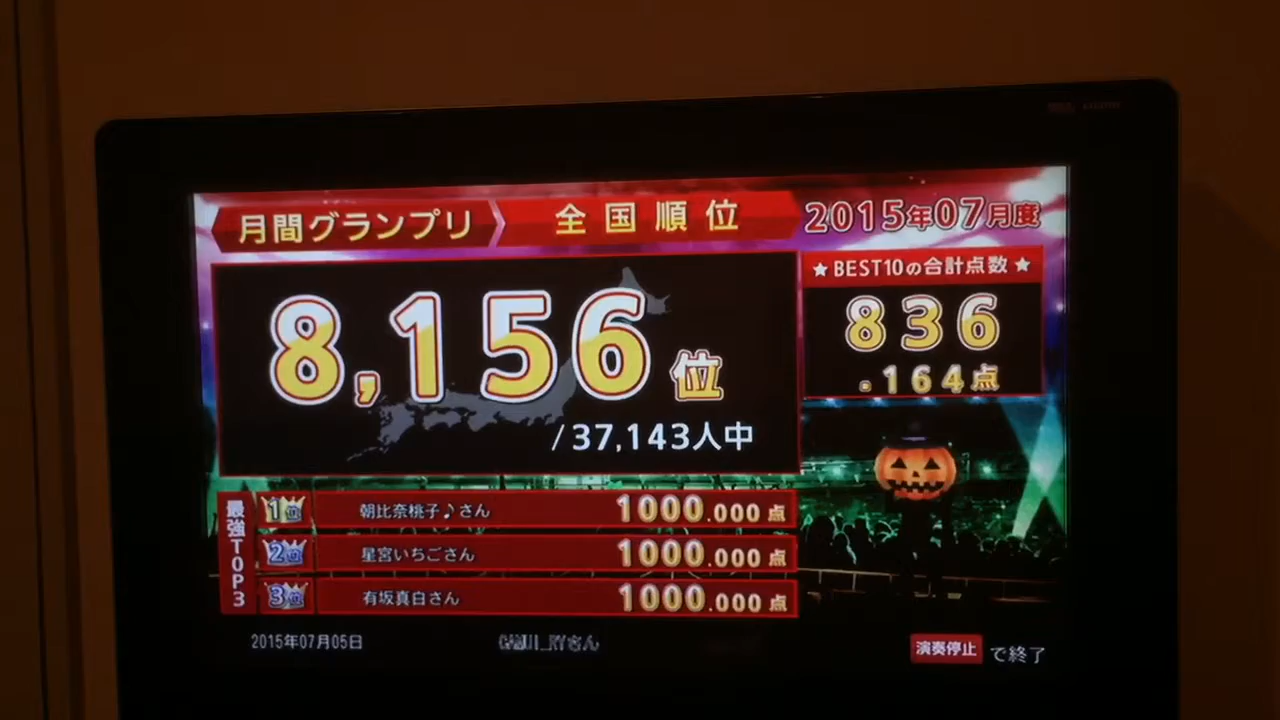 月間グランプリ 全国順位 2015年07月度
8,156位
/37,143人中
★BEST10の合計点数★
836
.164点
最強TOP3
1位 朝比奈桃子♪さん 1000.000点
2位 星宮いちごさん 1000.000点
3位 有坂真白さん 1000.000点
2015年07月05日 さん 演奏停止 で終了